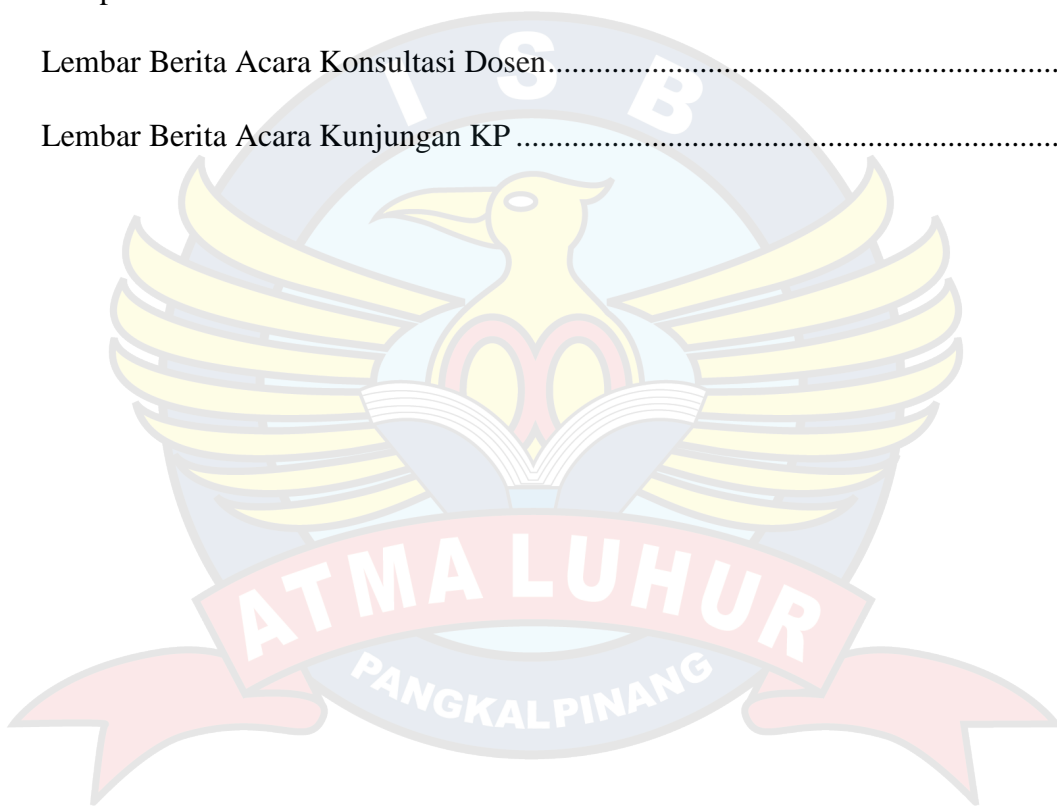 Lembar Berita Acara Konsultasi Dosen
Lembar Berita Acara Kunjungan KP
I S B
ATMA LUHUR
PANGKALPINANG